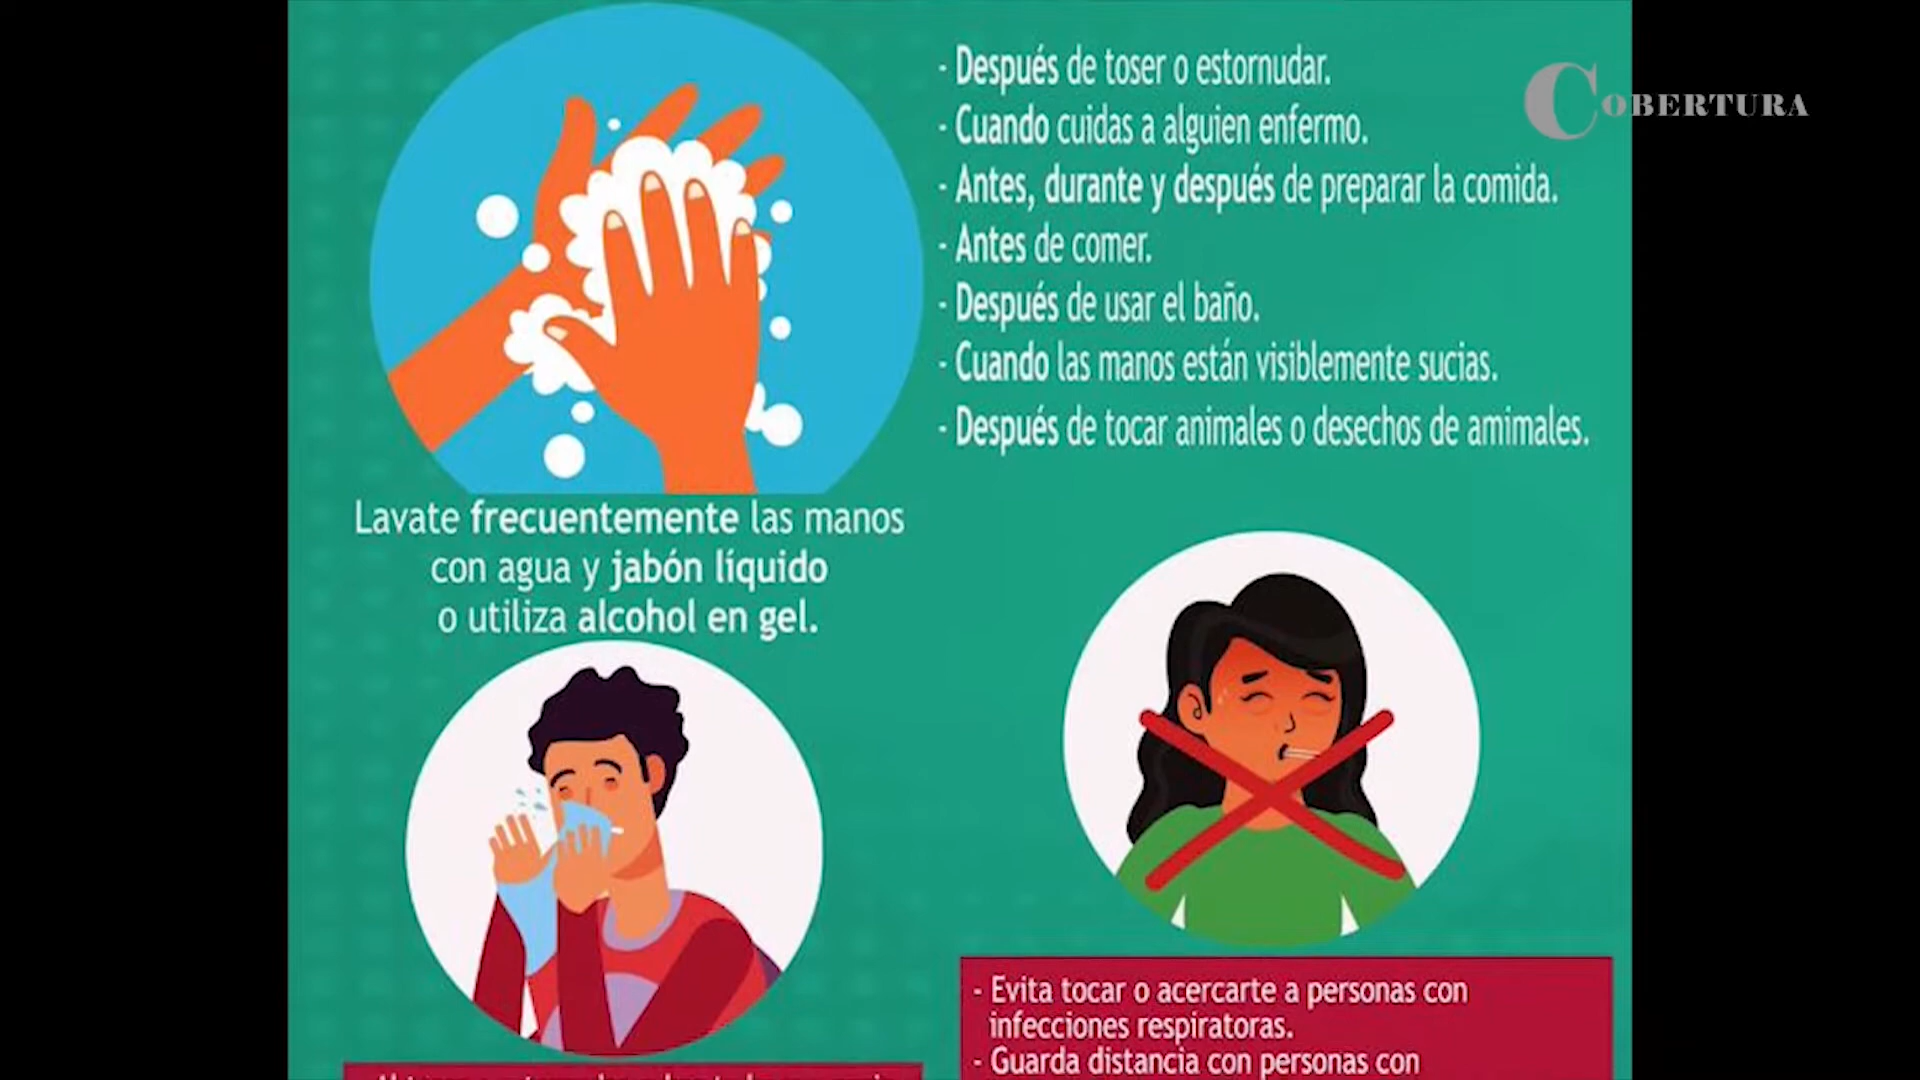 - Después de toser o estornudar.
- Cuando cuidas a alguien enfermo.
- Antes, durante y después de preparar la comida.
- Antes de comer.
- Después de usar el baño.
- Cuando las manos están visiblemente sucias.
- Después de tocar animales o desechos de amimales.
COBERTURA
Lavate frecuentemente las manos
con agua y jabón líquido
o utiliza alcohol en gel.
- Evita tocar o acercarte a personas con
infecciones respiratoras.
- Guarda distancia con personas con